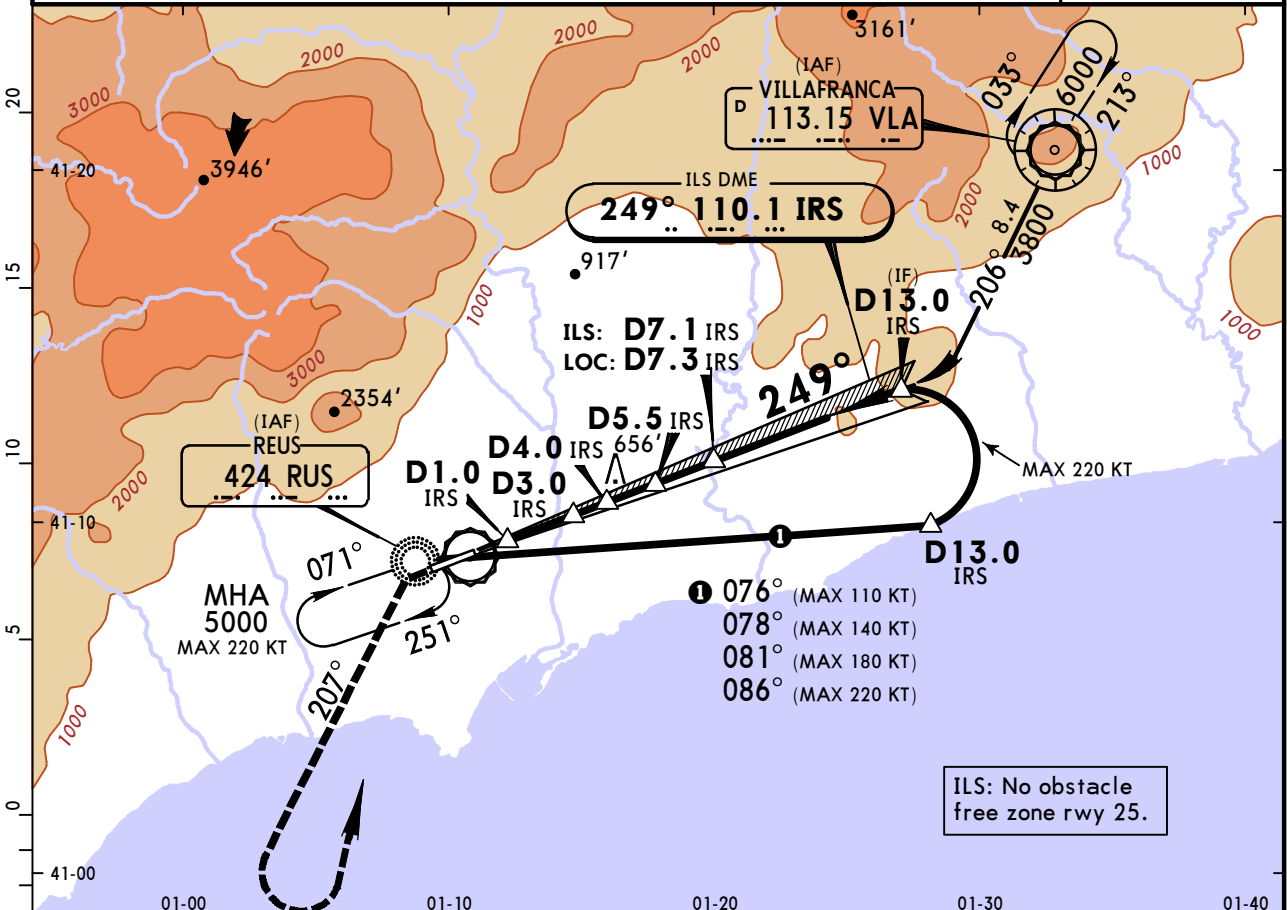 3161'
2000
2000
2000
3000
(IAF)
VILLAFRANCA
D 113.15 VLA
033°
6000
213°
20
41-20
3946'
1000
2000
ILS DME
249° 110.1 IRS
8.4
206°
3800
917'
15
(IF)
D13.0
IRS
1000
1000
ILS: D7.1 IRS
LOC: D7.3 IRS
249°
3000
2354'
D5.5 IRS
656'
(IAF)
REUS
424 RUS
D4.0 IRS
D3.0
IRS
D1.0
IRS
10
MAX 220 KT
2000
41-10
071°
1
D13.0
IRS
MHA
5000
MAX 220 KT
251°
1 076° (MAX 110 KT)
078° (MAX 140 KT)
081° (MAX 180 KT)
086° (MAX 220 KT)
5
207°
1000
ILS: No obstacle
free zone rwy 25.
0
41-00
01-00
01-10
01-20
01-30
01-40